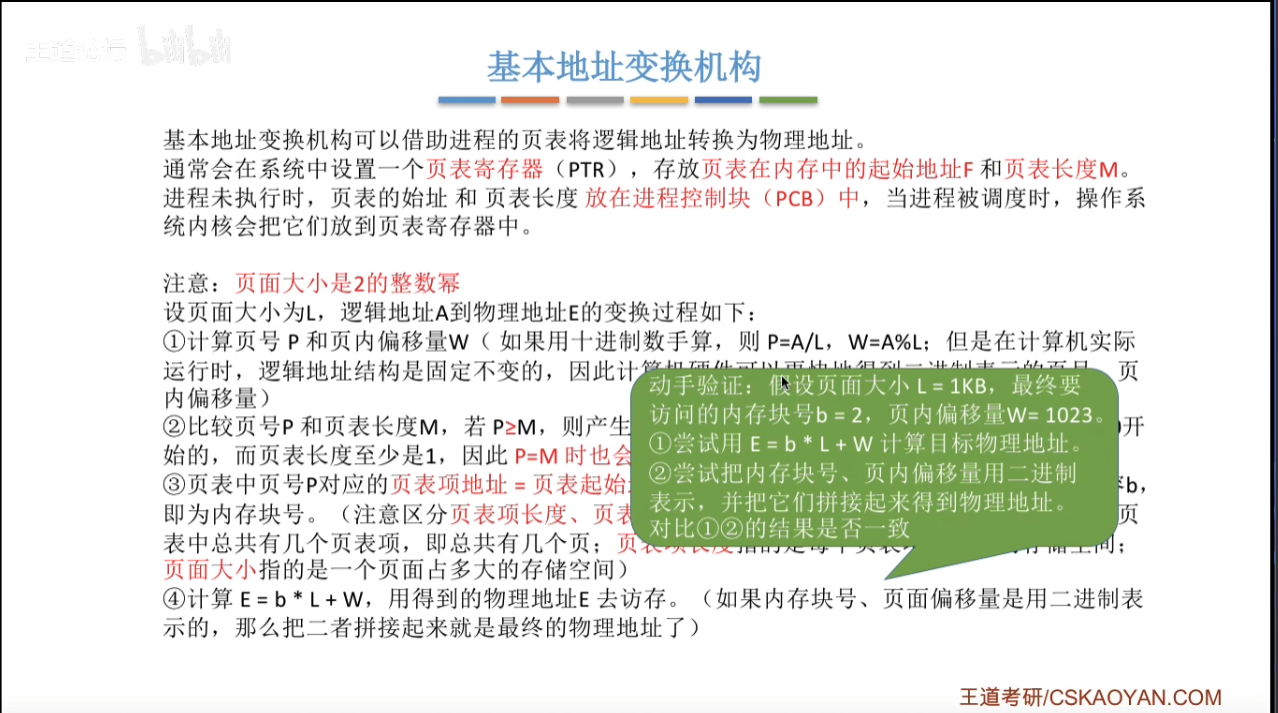 王道论坛 bilibili
基本地址变换机构
基本地址变换机构可以借助进程的页表将逻辑地址转换为物理地址。
通常会在系统中设置一个页表寄存器（PTR），存放页表在内存中的起始地址F 和页表长度M。
进程未执行时，页表的始址 和 页表长度 放在进程控制块（PCB）中，当进程被调度时，操作系
统内核会把它们放到页表寄存器中。
注意：页面大小是2的整数幂
设页面大小为L，逻辑地址A到物理地址E的变换过程如下：
①计算页号 P 和页内偏移量W（ 如果用十进制数手算，则 P=A/L，W=A%L；但是在计算机实际
运行时，逻辑地址结构是固定不变的，因此计算机硬件可以更快地得到二进制表示的页号、页
内偏移量）
②比较页号P 和页表长度M，若 P≥M，则产生
开
始的，而页表长度至少是1，因此 P=M 时也会
③页表中页号P对应的页表项地址 = 页表起始
b，
即为内存块号。（注意区分页表项长度、页表
页
表中总共有几个页表项，即总共有几个页；页表项长度指的是每个页表
存储空间；
页面大小指的是一个页面占多大的存储空间）
④计算 E = b * L + W，用得到的物理地址E 去访存。（如果内存块号、页面偏移量是用二进制表
示的，那么把二者拼接起来就是最终的物理地址了）
动手验证：假设页面大小 L = 1KB，最终要
访问的内存块号b = 2，页内偏移量W= 1023。
①尝试用 E = b * L + W 计算目标物理地址。
②尝试把内存块号、页内偏移量用二进制
表示，并把它们拼接起来得到物理地址。
对比①②的结果是否一致
王道考研/CSKAOYAN.COM